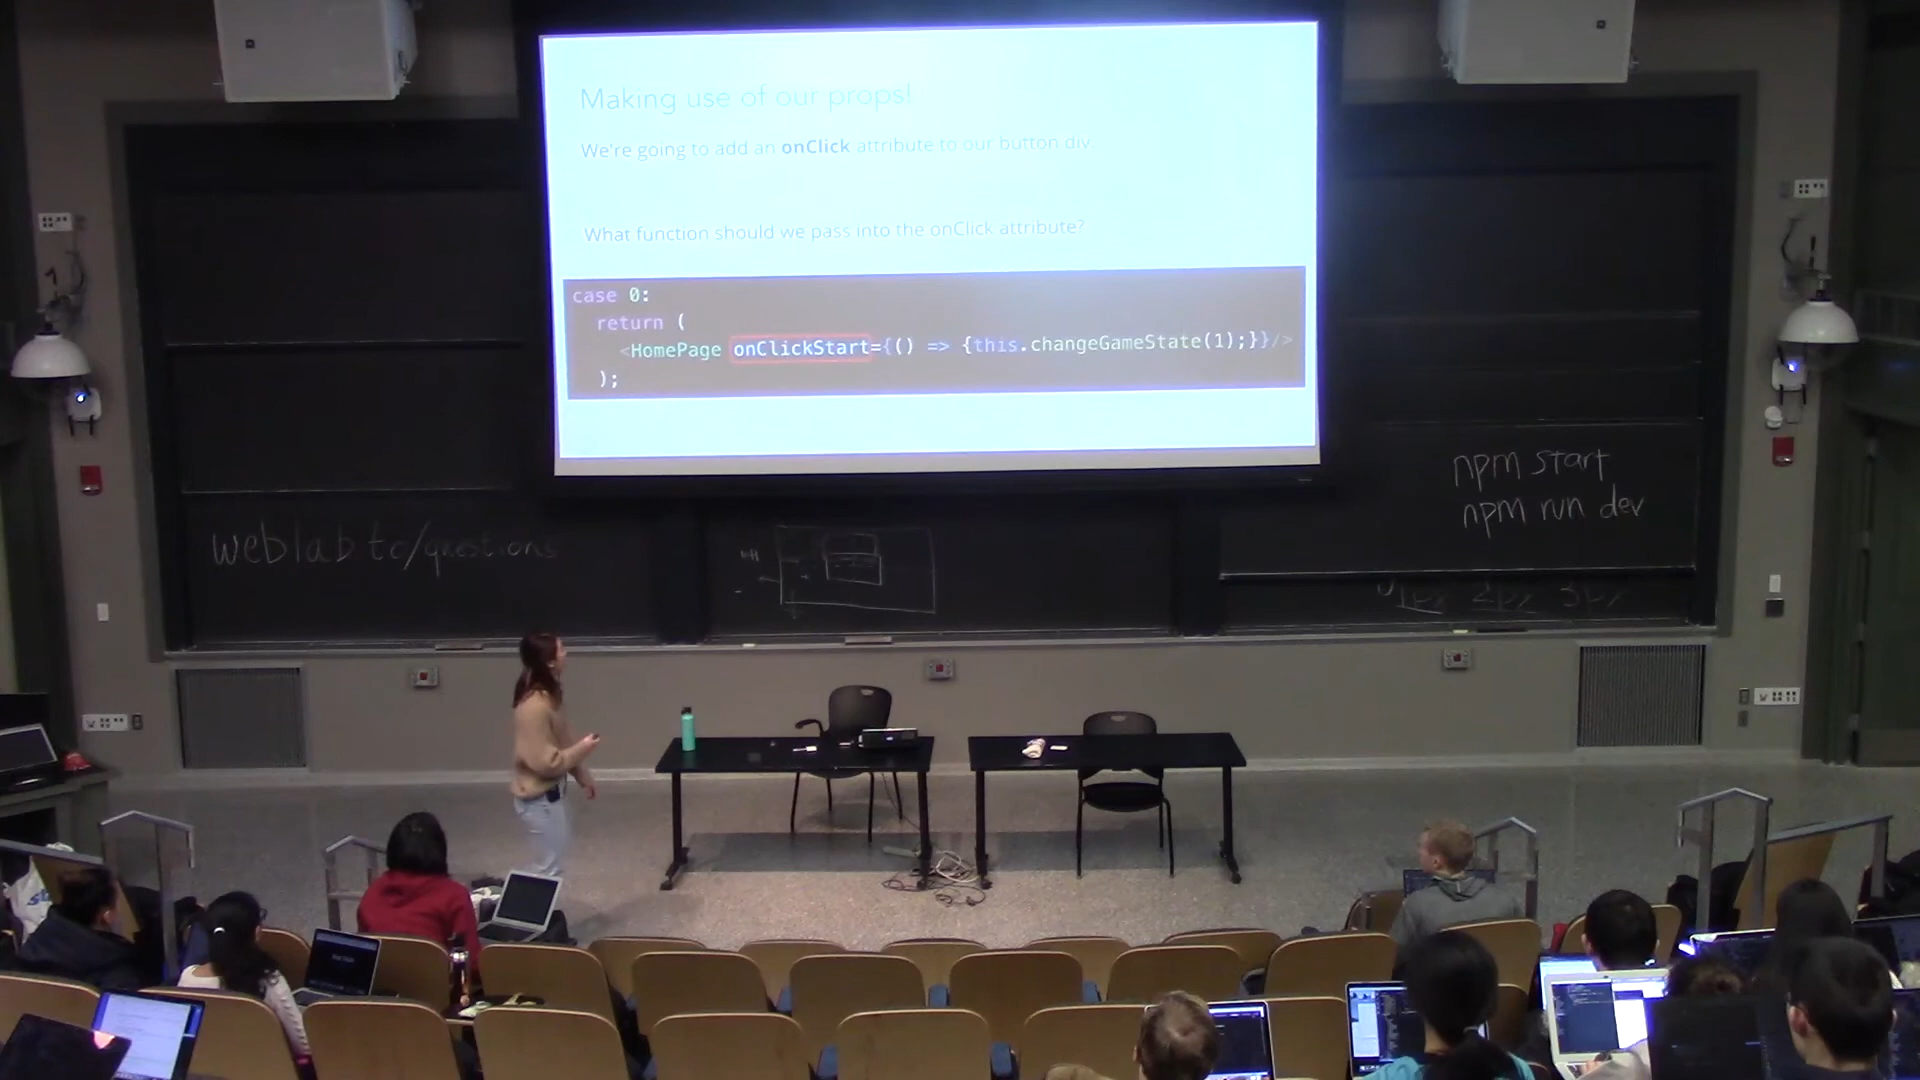 Making use of our props!
We're going to add an onClick attribute to our button div.
What function should we pass into the onClick attribute?
case 0:
return (
<HomePage onClickStart={() => {this.changeGameState(1);}}/>
);
npm start
npm run dev
weblab to/questions